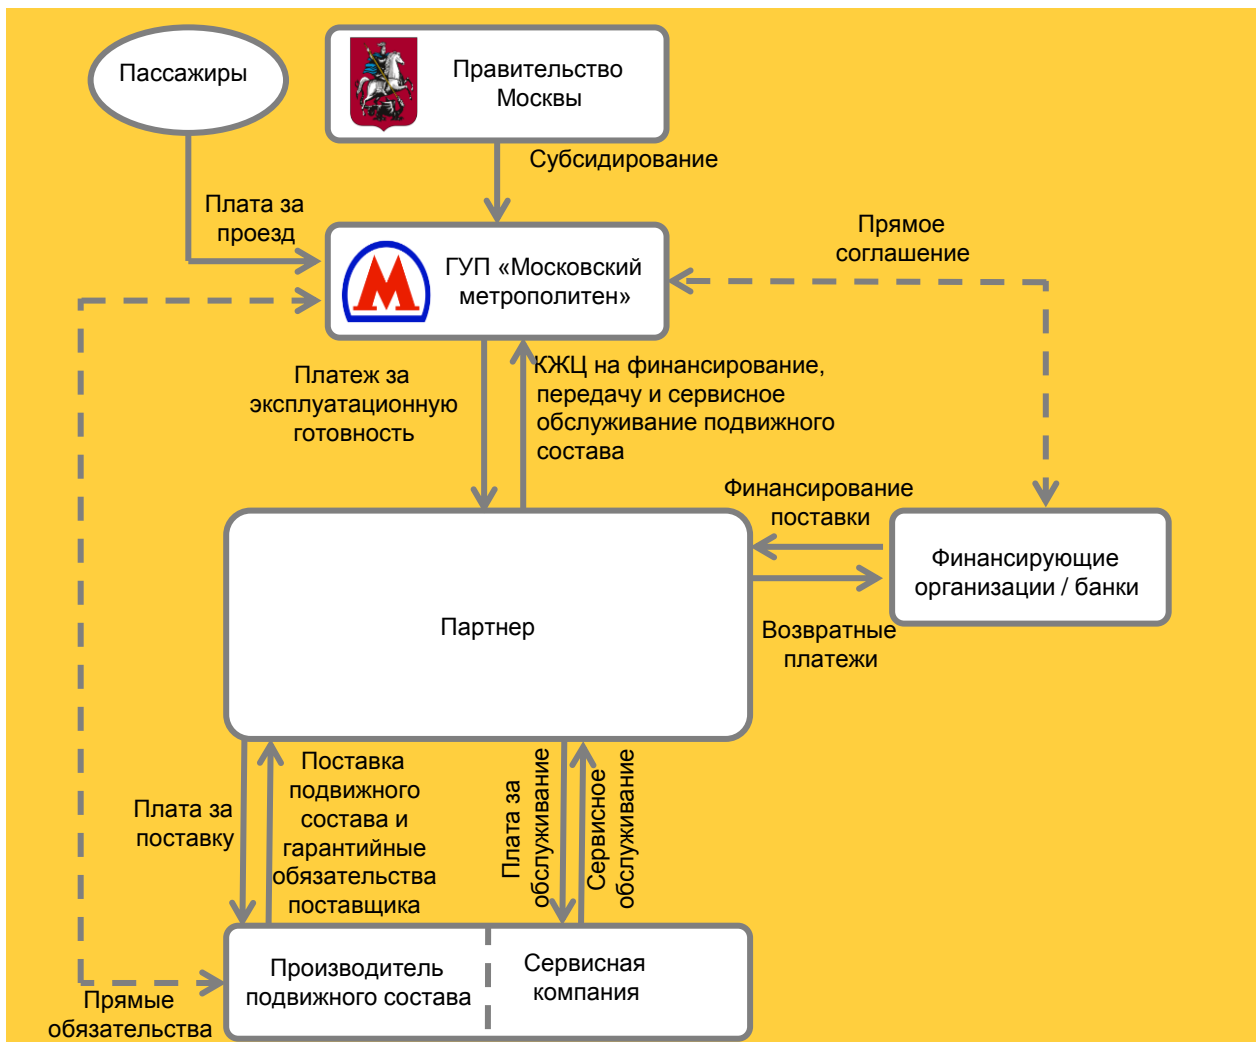 Пассажиры
Правительство
Москвы
Субсидирование
Плата за
проезд
Прямое
соглашение
М
ГУП «Московский
метрополитен»
Платеж за
эксплуатационную
готовность
КЖЦ на финансирование,
передачу и сервисное
обслуживание подвижного
состава
Финансирование
поставки
Финансирующие
организации / банки
Партнер
Возвратные
платежи
Плата за
поставку
Поставка
подвижного
состава и
гарантийные
обязательства
поставщика
Плата за
обслуживание
Сервисное
обслуживание
Производитель
подвижного состава
Сервисная
компания
Прямые
обязательства